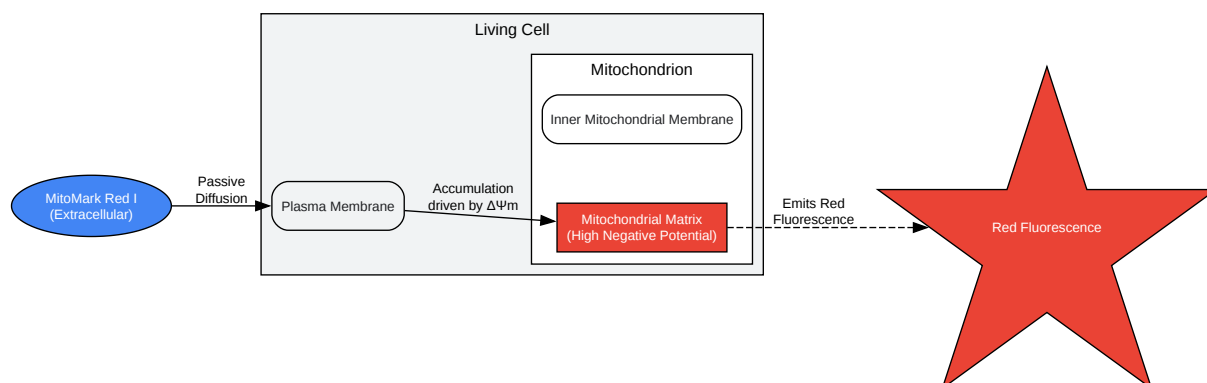 Living Cell
Mitochondrion
Inner Mitochondrial Membrane
MitoMark Red I
(Extracellular)
Passive
Diffusion
Plasma Membrane
Accumulation
driven by ΔΨm
Mitochondrial Matrix
(High Negative Potential)
Emits Red
Fluorescence
Red Fluorescence